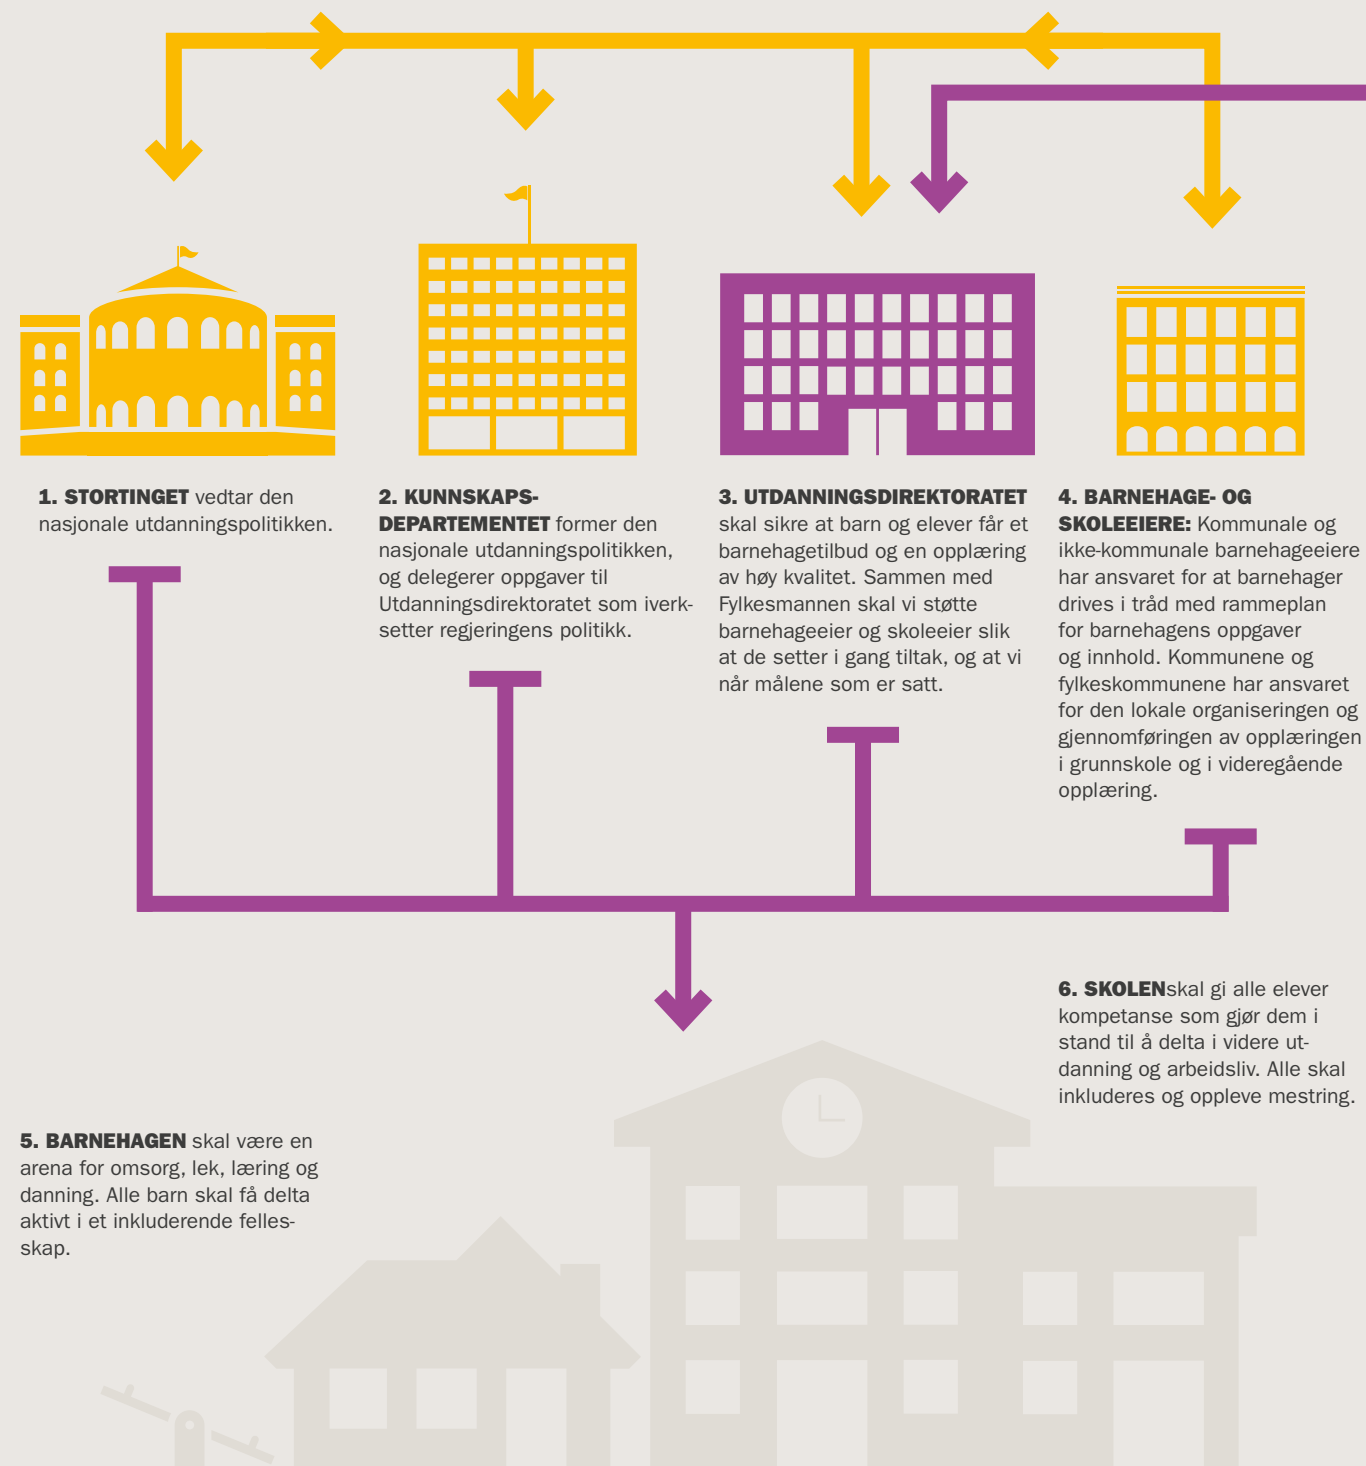 1. STORTINGET vedtar den
nasjonale utdanningspolitikken.
2. KUNNSKAPS-
DEPARTEMENTET former den
nasjonale utdanningspolitikken,
og delegerer oppgaver til
Utdanningsdirektoratet som iverk-
setter regjeringens politikk.
3. UTDANNINGSDIREKTORATET
skal sikre at barn og elever får et
barnehagetilbud og en opplæring
av høy kvalitet. Sammen med
Fylkesmannen skal vi støtte
barnehageeier og skoleeier slik
at de setter i gang tiltak, og at vi
når målene som er satt.
4. BARNEHAGE- OG
SKOLEEIERE: Kommunale og
ikke-kommunale barnehageeiere
har ansvaret for at barnehager
drives i tråd med rammeplan
for barnehagens oppgaver
og innhold. Kommunene og
fylkeskommunene har ansvaret
for den lokale organiseringen og
gjennomføringen av opplæringen
i grunnskole og i videregående
opplæring.
5. BARNEHAGEN skal være en
arena for omsorg, lek, læring og
danning. Alle barn skal få delta
aktivt i et inkluderende felles-
skap.
6. SKOLENskal gi alle elever
kompetanse som gjør dem i
stand til å delta i videre ut-
danning og arbeidsliv. Alle skal
inkluderes og oppleve mestring.